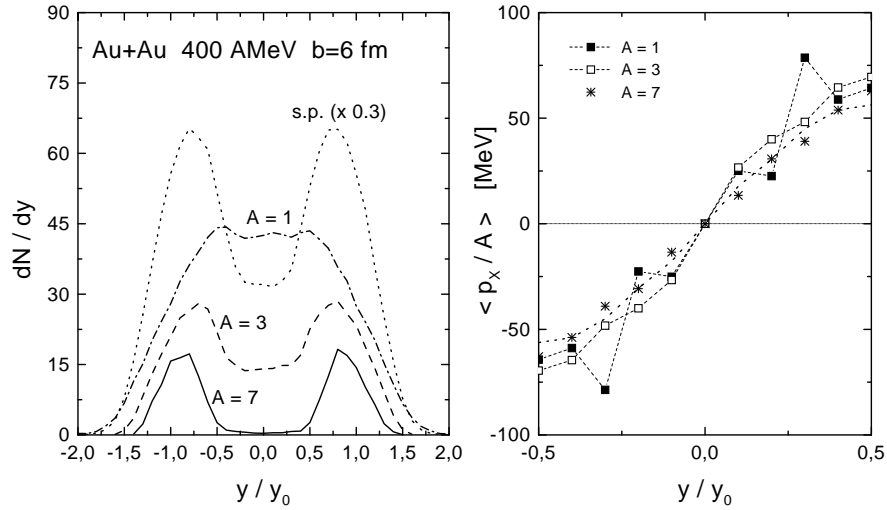 90
75
60
45
30
15
0
dN / dy
Au+Au 400 AMeV b=6 fm
s.p. (x 0.3)
A = 1
A = 3
A = 7
-2,0 -1,5 -1,0 -0,5 0,0 0,5 1,0 1,5 2,0
y / y0
100
50
0
-50
-100
< pX / A > [MeV]
A = 1
A = 3
A = 7
-0,5 0,0 0,5
y / y0